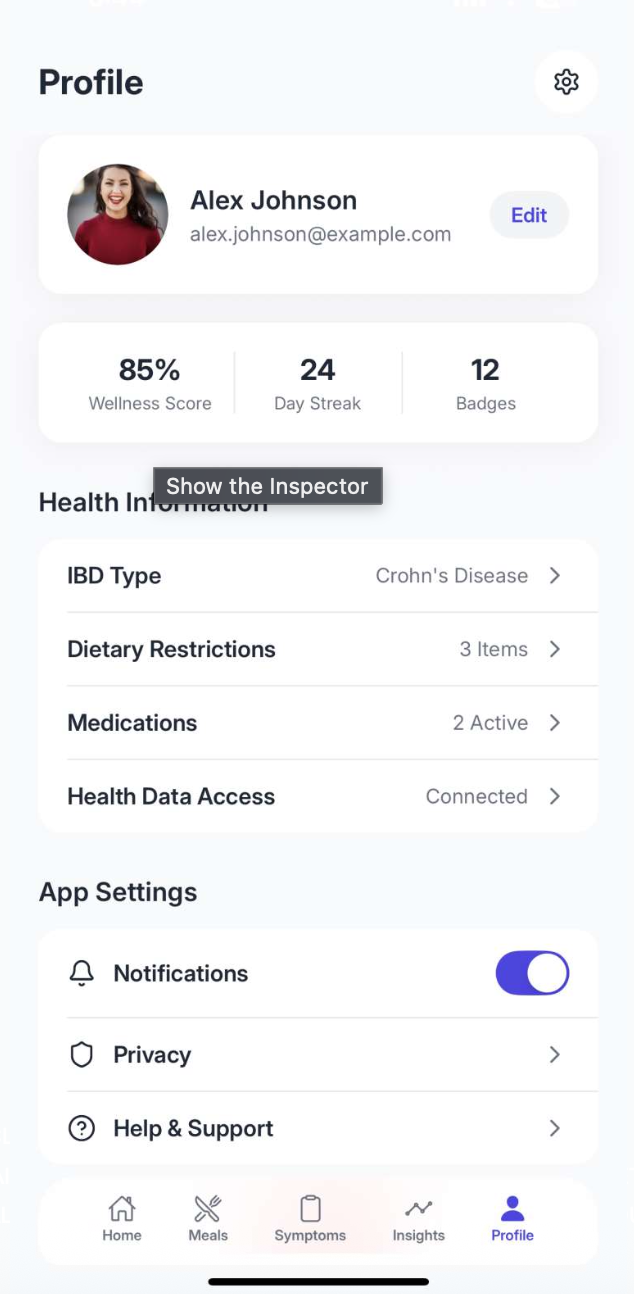 Profile
Alex Johnson
alex.johnson@example.com
Edit
85%
Wellness Score
24
Day Streak
12
Badges
Show the Inspector
Health Information
IBD Type
Crohn's Disease
Dietary Restrictions
3 Items
Medications
2 Active
Health Data Access
Connected
App Settings
Notifications
Privacy
Help & Support
Home
Meals
Symptoms
Insights
Profile